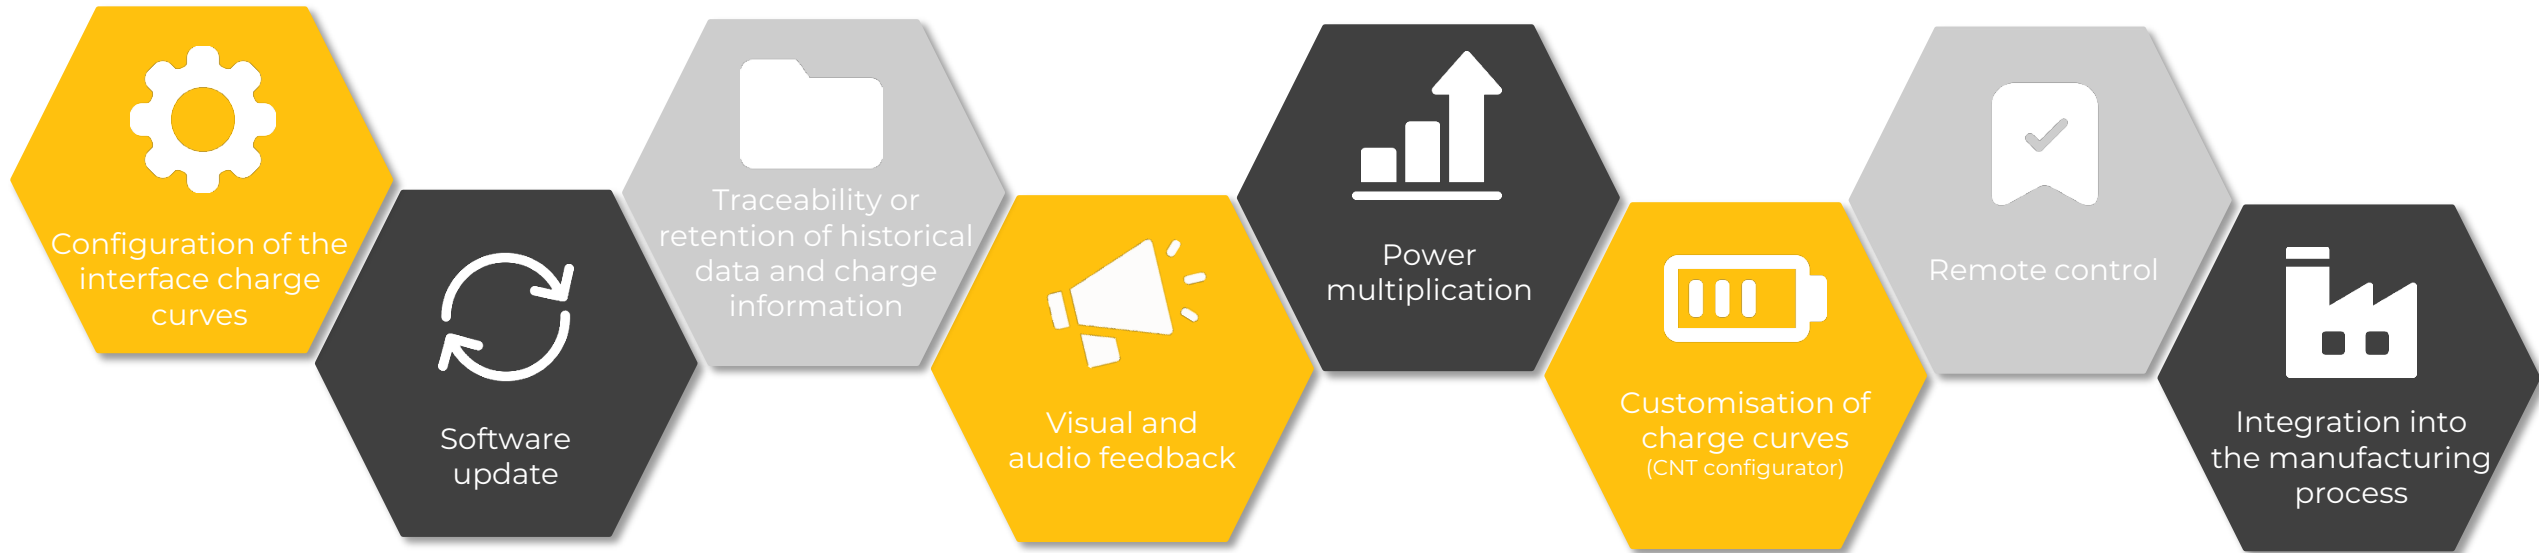 Configuration of the
interface charge
curves
Software
update
Traceability or
retention of historical
data and charge
information
Visual and
audio feedback
Power
multiplication
Customisation of
charge curves
(CNT configurator)
Remote control
Integration into
the manufacturing
process